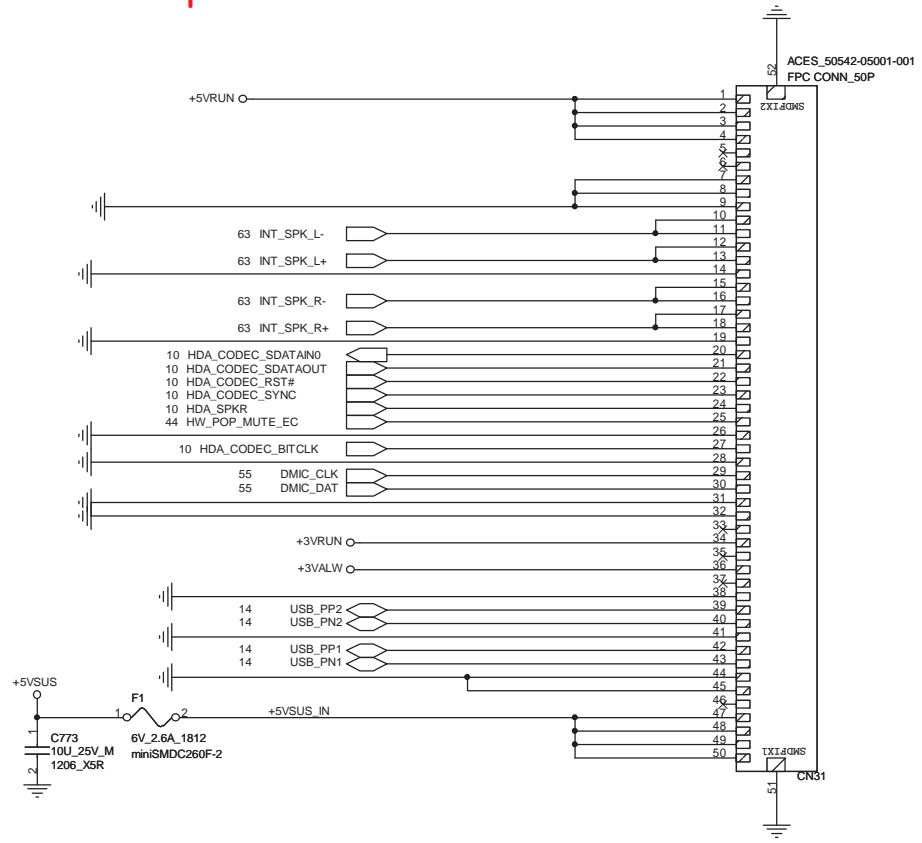 52
ACES_50542-05001-001
FPC CONN_50P
SMDFIX2
+5VRUN 1
2
3
4
5
6
7
8
9
10
63 INT_SPK_L- 11
12
63 INT_SPK_L+ 13
14
15
63 INT_SPK_R- 16
17
63 INT_SPK_R+ 18
19
10 HDA_CODEC_SDATAIN0 20
10 HDA_CODEC_SDATAOUT 21
10 HDA_CODEC_RST# 22
10 HDA_CODEC_SYNC 23
10 HDA_SPKR 24
44 HW_POP_MUTE_EC 25
26
10 HDA_CODEC_BITCLK 27
28
55 DMIC_CLK 29
55 DMIC_DAT 30
31
32
33
+3VRUN 34
35
+3VALW 36
37
38
14 USB_PP2 39
14 USB_PN2 40
41
14 USB_PP1 42
14 USB_PN1 43
44
45
46
+5VSUS
F1
1 2 +5VSUS_IN 47
48
49
50
1
C773
10U_25V_M
1206_X5R
2
6V_2.6A_1812
miniSMDC260F-2
SMDFIX1
CN31
51